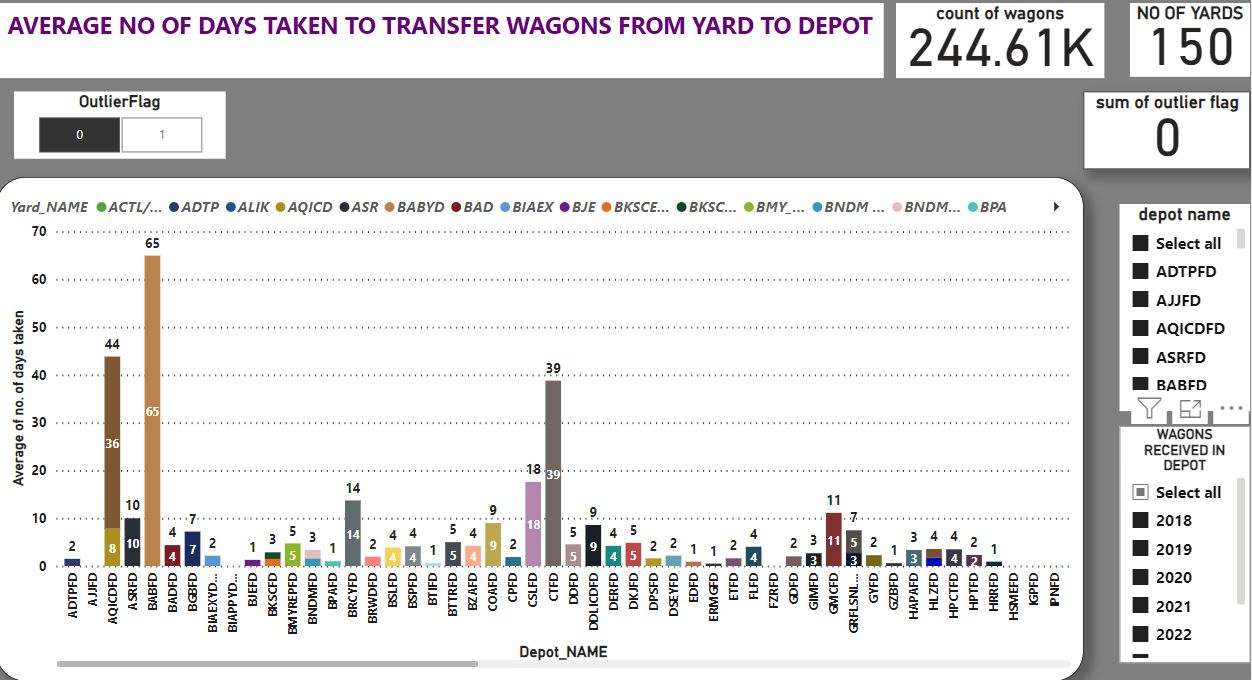 AVERAGE NO OF DAYS TAKEN TO TRANSFER WAGONS FROM YARD TO DEPOT
count of wagons
244.61K
NO OF YARDS
150
OutlierFlag
0 1
sum of outlier flag
0
Yard_NAME ACTL/... ADTP ALIK AQICD ASR BABYD BAD BIAEX BJE BKSCE... BKSC... BMY_... BNDM ... BNDM... BPA
Average of no. of days taken
70
60
50
40
30
20
10
0
2
44
36
8
10
10
65
65
4
4
7
7
2
1
3
5
5
3
1
14
14
2
4
4
4
4
1
5
5
4
4
9
9
2
18
18
39
39
5
5
9
9
4
4
5
5
2
2
1
1
2
4
4
2
3
3
11
11
7
5
3
2
1
3
3
4
4
4
2
2
1
ADTPFD
AJJFD
AQICDFD
ASRFD
BABFD
BADFD
BGBFD
BIAEXYD...
BIAPPYD...
BJEFD
BKSCFD
BMYREPFD
BNDMFD
BPAFD
BRCYFD
BRWDFD
BSLFD
BSPFD
BTIFD
BTTRFD
BZAFD
COAFD
CPFD
CSLFD
CTFD
DDFD
DDLICDFD
DERFD
DKJFD
DPSFD
DSEYFD
EDFD
ERMGFD
ETFD
FLFD
FZRFD
GDFD
GIMFD
GMCFD
GRFLSNL...
GYFD
GZBFD
HAPAFD
HLZFD
HPCTFD
HPTFD
HRRFD
HSMEFD
IGPFD
IPNFD
Depot_NAME
depot name
Select all
ADTPFD
AJJFD
AQICDFD
ASRFD
BABFD
WAGONS
RECEIVED IN
DEPOT
Select all
2018
2019
2020
2021
2022